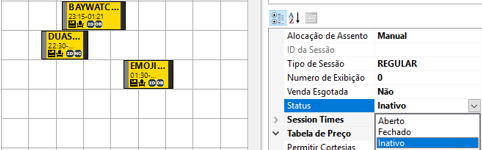 BAYWATC...
23:15-01:21
DUAS...
22:30-...
EMOJI...
01:30-...
Alocação de Assento Manual
ID da Sessão
Tipo de Sessão REGULAR
Numero de Exibição 0
Venda Esgotada Não
Status Inativo
Session Times
Aberto
Fechado
Tabela de Preço
Inativo
Permitir Cortesias